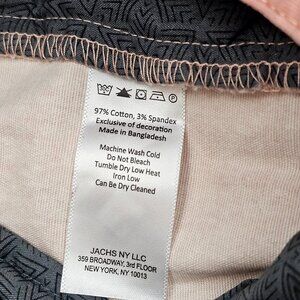 97% Cotton, 3% Spandex
Exclusive of decoration
Made in Bangladesh
Machine Wash Cold
Do Not Bleach
Tumble Dry Low Heat
Iron Low
Can Be Dry Cleaned
JACHS NY LLC
359 BROADWAY, 3rd FLOOR
NEW YORK, NY 10013